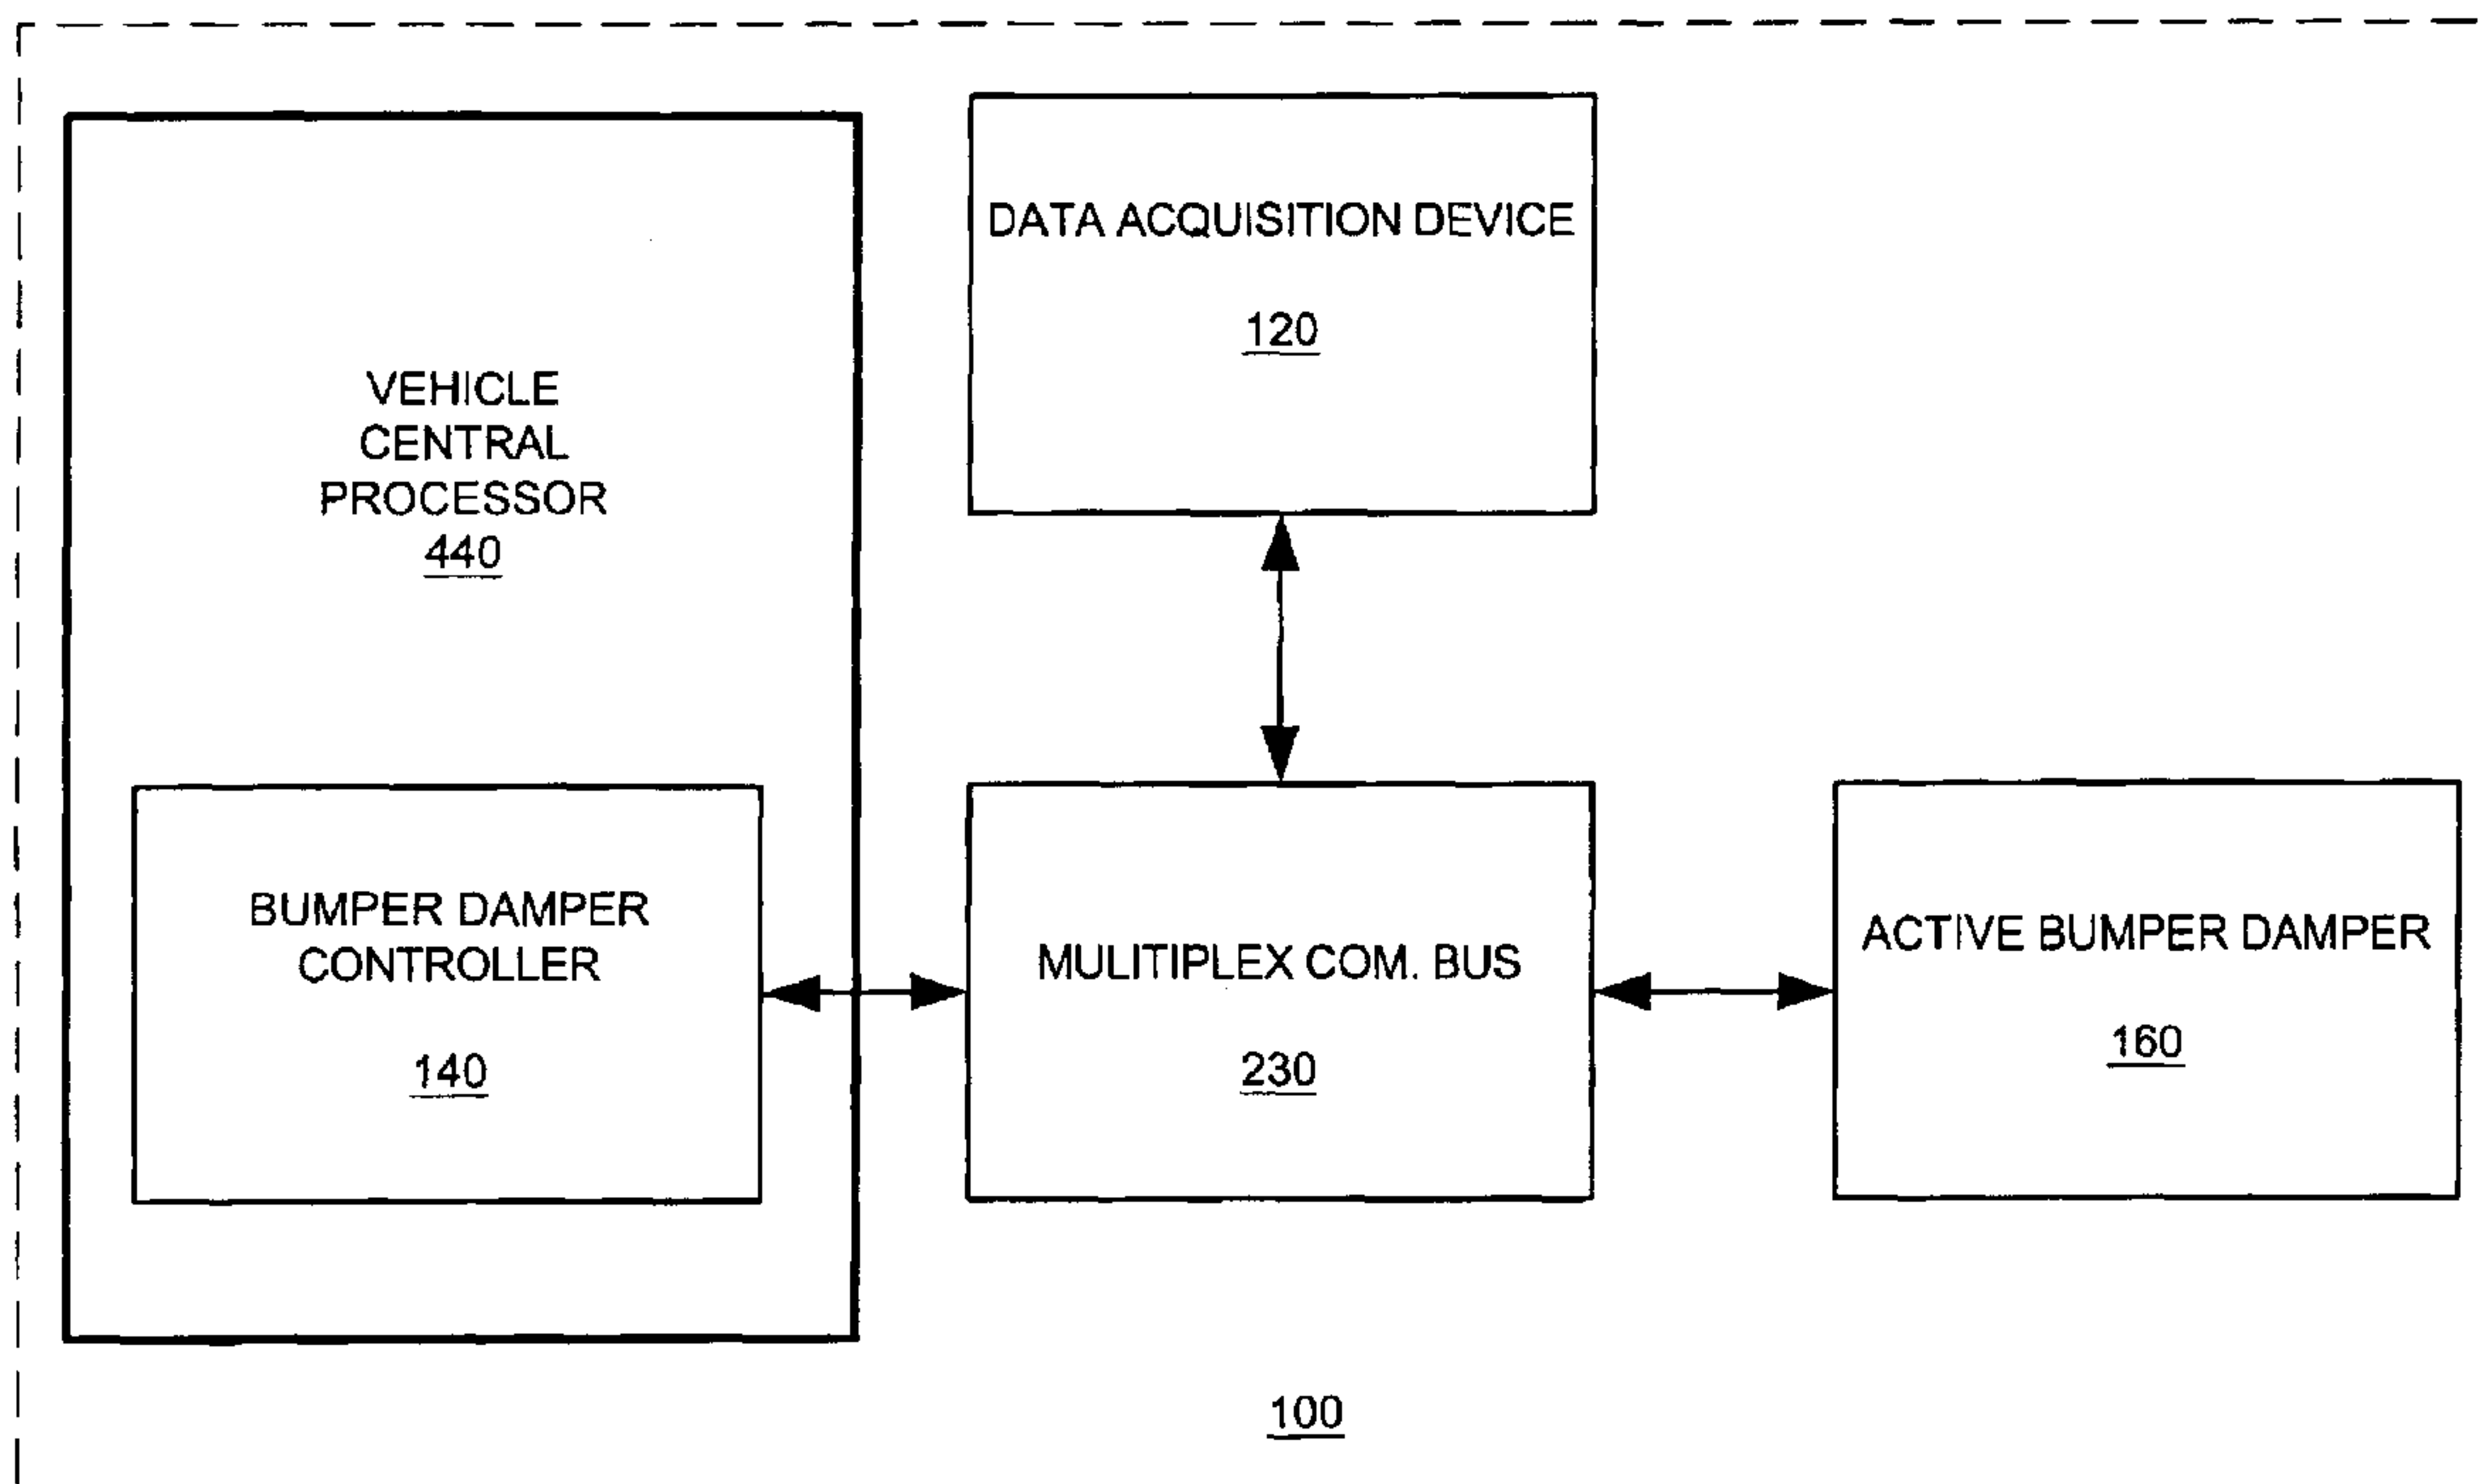 VEHICLE
CENTRAL
PROCESSOR
440
DATA ACQUISITION DEVICE
120
BUMPER DAMPER
CONTROLLER
140
MULITIPLEX COM. BUS
230
ACTIVE BUMPER DAMPER
160
100